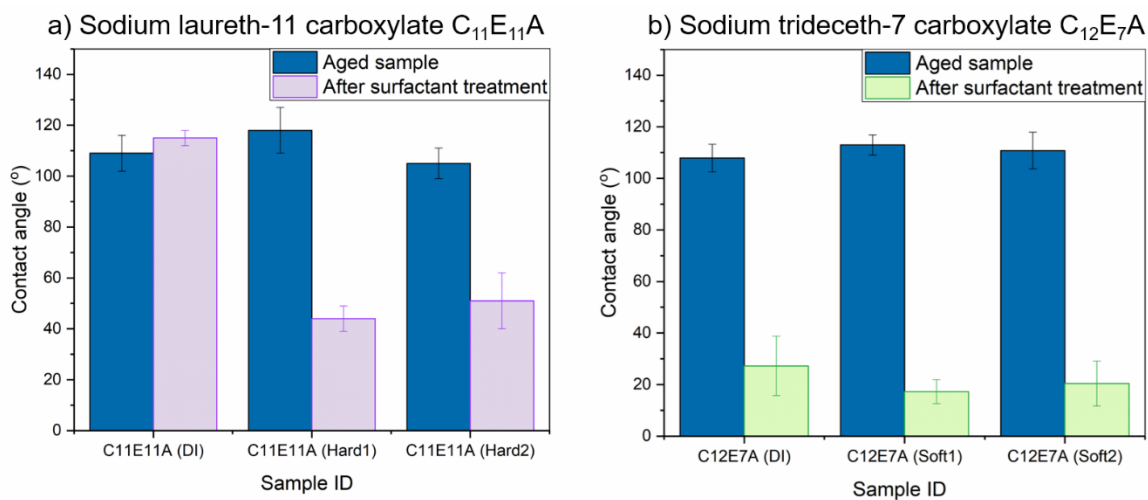 a) Sodium laureth-11 carboxylate C₁₁E₁₁A
Aged sample
After surfactant treatment
Contact angle (°)
140
120
100
80
60
40
20
0
C11E11A (DI)
C11E11A (Hard1)
C11E11A (Hard2)
Sample ID
b) Sodium trideceth-7 carboxylate C₁₂E₇A
Aged sample
After surfactant treatment
Contact angle (°)
140
120
100
80
60
40
20
0
C12E7A (DI)
C12E7A (Soft1)
C12E7A (Soft2)
Sample ID